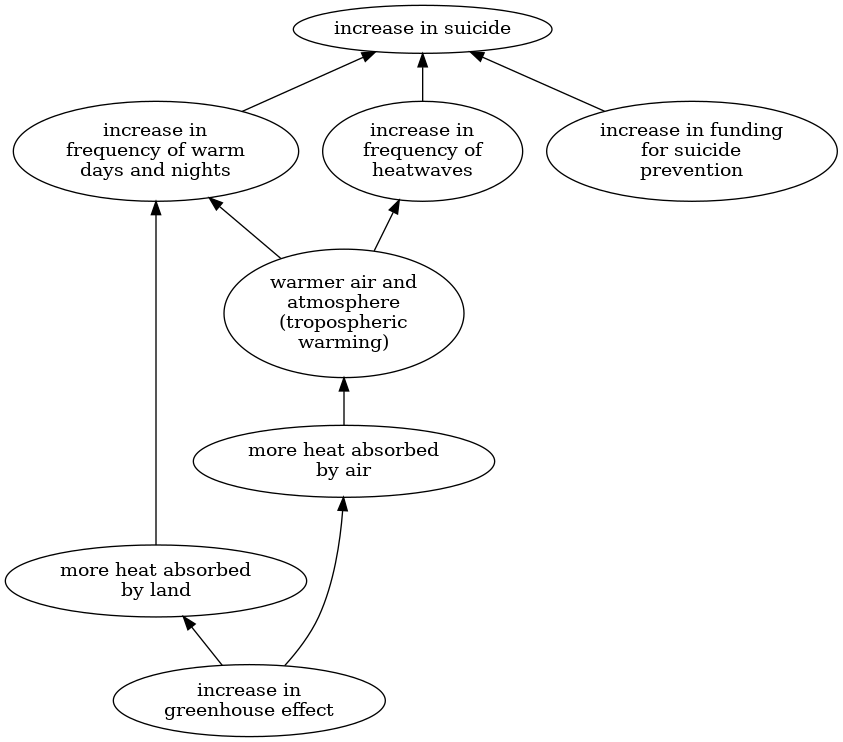 increase in suicide
increase in
frequency of warm
days and nights
increase in
frequency of
heatwaves
increase in funding
for suicide
prevention
warmer air and
atmosphere
(tropospheric
warming)
more heat absorbed
by air
more heat absorbed
by land
increase in
greenhouse effect